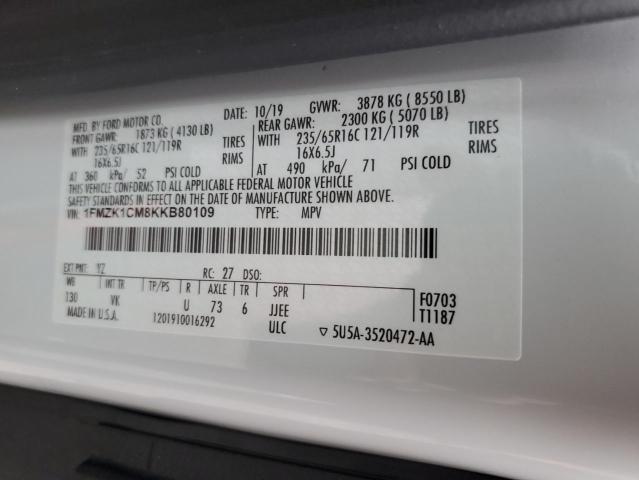 MFD. BY FORD MOTOR CO.
DATE: 10/19 GVWR: 3878 KG ( 8550 LB)
FRONT GAWR: 1873 KG ( 4130 LB)
REAR GAWR: 2300 KG ( 5070 LB)
WITH 235/65R16C 121/119R TIRES
WITH 235/65R16C 121/119R TIRES
16X6.5J RIMS
16X6.5J RIMS
AT 360 kPa/ 52 PSI COLD
AT 490 kPa/ 71 PSI COLD
THIS VEHICLE CONFORMS TO ALL APPLICABLE FEDERAL MOTOR VEHICLE
SAFETY STANDARDS IN EFFECT ON THE DATE OF MANUFACTURE SHOWN ABOVE.
VIN: 1FMZK1CM8KKB80109 TYPE: MPV
EXT PNT: YZ RC: 27 DSO:
WB INT TR TP/PS R AXLE TR SPR
130 VK U 73 6 JJEE
F0703
T1187
MADE IN U.S.A. 1201910016292 ULC
▽ 5U5A-3520472-AA